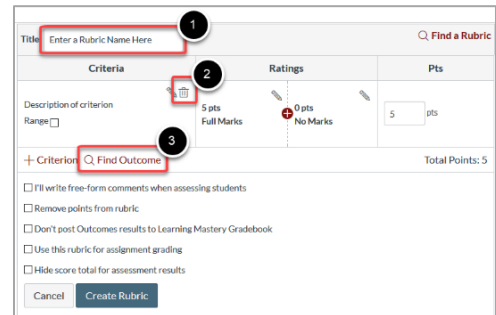 1
Title Enter a Rubric Name Here
Find a Rubric
Criteria Ratings Pts
2
Description of criterion
Range
5 pts
Full Marks
0 pts
No Marks
5 pts
3
+ Criterion Find Outcome Total Points: 5
I'll write free-form comments when assessing students
Remove points from rubric
Don't post Outcomes results to Learning Mastery Gradebook
Use this rubric for assignment grading
Hide score total for assessment results
Cancel Create Rubric